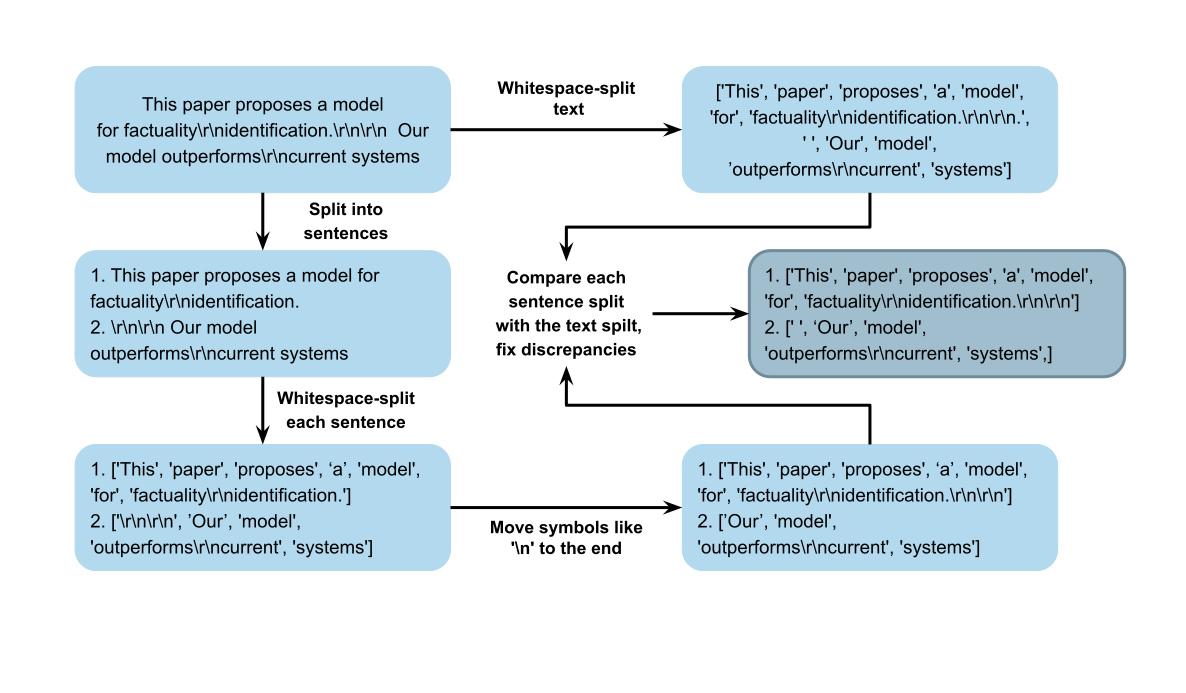 This paper proposes a model
for factuality\r\nidentification.\r\n\r\n  Our
model outperforms\r\ncurrent systems
Whitespace-split
text
['This', 'paper', 'proposes', 'a', 'model',
'for', 'factuality\r\nidentification.\r\n\r\n.',
' ', 'Our', 'model',
’outperforms\r\ncurrent', 'systems']
Split into
sentences
1. This paper proposes a model for
factuality\r\nidentification.
2. \r\n\r\n Our model
outperforms\r\ncurrent systems
Compare each
sentence split
with the text spilt,
fix discrepancies
1. ['This', 'paper', 'proposes', 'a', 'model',
'for', 'factuality\r\nidentification.\r\n\r\n']
2. [' ', ‘Our’, 'model',
'outperforms\r\ncurrent', 'systems',]
Whitespace-split
each sentence
1. ['This', 'paper', 'proposes', ‘a’, 'model',
'for', 'factuality\r\nidentification.']
2. ['\r\n\r\n', ’Our’, 'model',
'outperforms\r\ncurrent', 'systems']
Move symbols like
'\n' to the end
1. ['This', 'paper', 'proposes', ‘a’, 'model',
'for', 'factuality\r\nidentification.\r\n\r\n']
2. [’Our’, 'model',
'outperforms\r\ncurrent', 'systems']